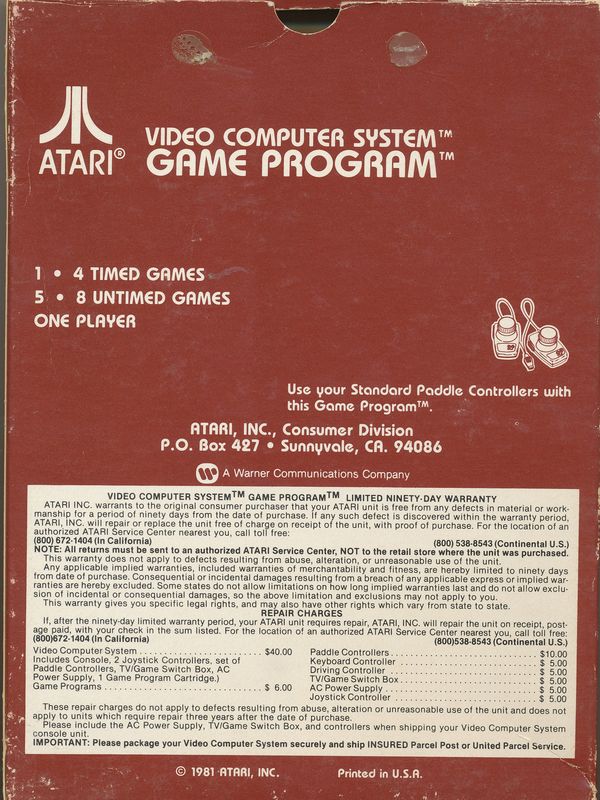 ATARI® VIDEO COMPUTER SYSTEM™
GAME PROGRAM™
1 • 4 TIMED GAMES
5 • 8 UNTIMED GAMES
ONE PLAYER
Use your Standard Paddle Controllers with
this Game Program™.
ATARI, INC., Consumer Division
P.O. Box 427 • Sunnyvale, CA. 94086
A Warner Communications Company
VIDEO COMPUTER SYSTEM™ GAME PROGRAM™ LIMITED NINETY-DAY WARRANTY
ATARI INC. warrants to the original consumer purchaser that your ATARI unit is free from any defects in material or work-
manship for a period of ninety days from the date of purchase. If any such defect is discovered within the warranty period,
ATARI, INC. will repair or replace the unit free of charge on receipt of the unit, with proof of purchase. For the location of an
authorized ATARI Service Center nearest you, call toll free:
(800) 672-1404 (In California) (800) 538-8543 (Continental U.S.)
NOTE: All returns must be sent to an authorized ATARI Service Center, NOT to the retail store where the unit was purchased.
This warranty does not apply to defects resulting from abuse, alteration, or unreasonable use of the unit.
Any applicable implied warranties, included warranties of merchantability and fitness, are hereby limited to ninety days
from date of purchase. Consequential or incidental damages resulting from a breach of any applicable express or implied war-
ranties are hereby excluded. Some states do not allow limitations on how long implied warranties last and do not allow exclu-
sion of incidental or consequential damages, so the above limitation and exclusions may not apply to you.
This warranty gives you specific legal rights, and may also have other rights which vary from state to state.
REPAIR CHARGES
If, after the ninety-day limited warranty period, your ATARI unit requires repair, ATARI, INC. will repair the unit on receipt, post-
age paid, with your check in the sum listed. For the location of an authorized ATARI Service Center nearest you, call toll free:
(800)672-1404 (In California) (800)538-8543 (Continental U.S.)
Video Computer System . . . . . . . . . . . . . . . . . . . . . . $40.00
Includes Console, 2 Joystick Controllers, set of
Paddle Controllers, TV/Game Switch Box, AC
Power Supply, 1 Game Program Cartridge.)
Game Programs . . . . . . . . . . . . . . . . . . . . . . . . . . . $ 6.00
Paddle Controllers . . . . . . . . . . . . . . . . . . . . . . . . $10.00
Keyboard Controller . . . . . . . . . . . . . . . . . . . . . . . $ 5.00
Driving Controller . . . . . . . . . . . . . . . . . . . . . . . . $ 5.00
TV/Game Switch Box . . . . . . . . . . . . . . . . . . . . . . . $ 5.00
AC Power Supply . . . . . . . . . . . . . . . . . . . . . . . . . $ 5.00
Joystick Controller . . . . . . . . . . . . . . . . . . . . . . . $ 5.00
These repair charges do not apply to defects resulting from abuse, alteration or unreasonable use of the unit and does not
apply to units which require repair three years after the date of purchase.
Please include the AC Power Supply, TV/Game Switch Box, and controllers when shipping your Video Computer System
console unit.
IMPORTANT: Please package your Video Computer System securely and ship INSURED Parcel Post or United Parcel Service.
© 1981 ATARI, INC. Printed in U.S.A.